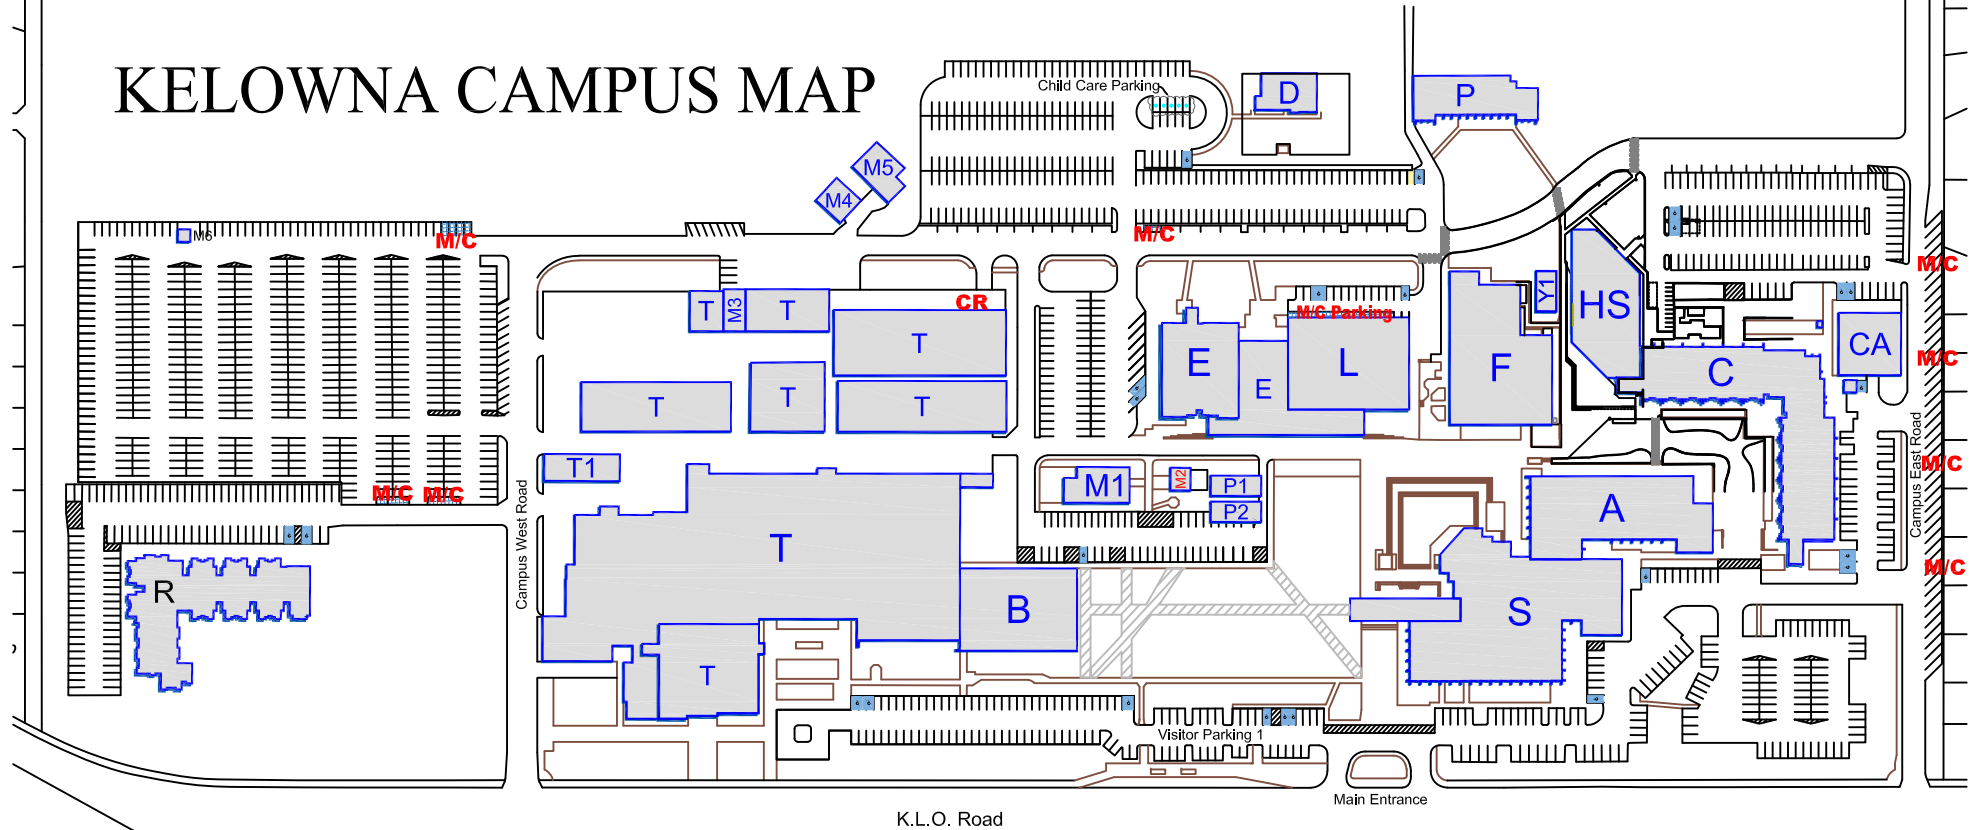 KELOWNA CAMPUS MAP
Child Care Parking
D
P
M5
M4
M6
M/C
M/C
M/C
CR
T
M3
T
T
T
T
T
M/C Parking
E
E
L
F
Y1
HS
C
CA
M/C
M/C
M/C
M/C
Campus East Road
M/C
M/C
T1
Campus West Road
M1
M2
P1
P2
A
R
T
B
S
T
Visitor Parking 1
Main Entrance
K.L.O. Road